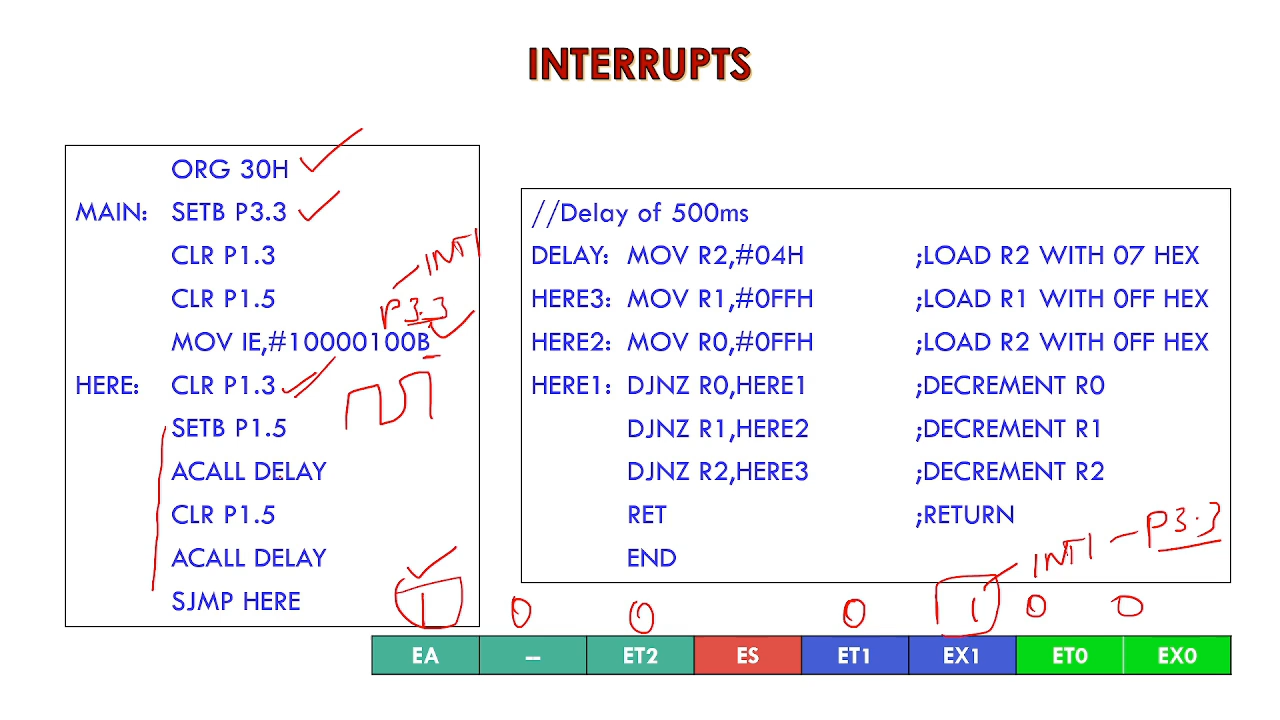 INTERRUPTS
ORG 30H
MAIN: SETB P3.3
CLR P1.3
CLR P1.5
MOV IE,#10000100B
HERE: CLR P1.3
SETB P1.5
ACALL DELAY
CLR P1.5
ACALL DELAY
SJMP HERE
INT1
P3.3
//Delay of 500ms
DELAY: MOV R2,#04H ;LOAD R2 WITH 07 HEX
HERE3: MOV R1,#0FFH ;LOAD R1 WITH 0FF HEX
HERE2: MOV R0,#0FFH ;LOAD R2 WITH 0FF HEX
HERE1: DJNZ R0,HERE1 ;DECREMENT R0
DJNZ R1,HERE2 ;DECREMENT R1
DJNZ R2,HERE3 ;DECREMENT R2
RET ;RETURN
END
INT1 - P3.3
1 0 0 0 1 0 0
EA – ET2 ES ET1 EX1 ET0 EX0